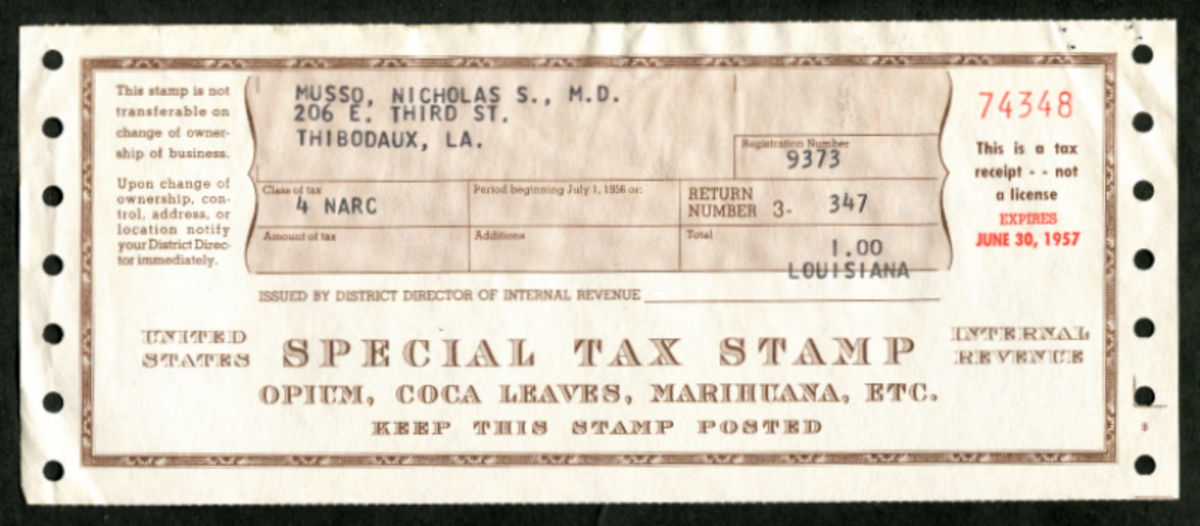 This stamp is not
transferable on
change of owner-
ship of business.
Upon change of
ownership, con-
trol, address, or
location notify
your District Direc-
tor immediately.
MUSSO, NICHOLAS S., M.D.
206 E. THIRD ST.
THIBODAUX, LA.
Registration Number
9373
Class of tax
4 NARC
Period beginning July 1, 1956 or:
RETURN
NUMBER 3- 347
Amount of tax
Additions
Total
1.00
LOUISIANA
ISSUED BY DISTRICT DIRECTOR OF INTERNAL REVENUE
74348
This is a tax
receipt - - not
a license
EXPIRES
JUNE 30, 1957
UNITED
STATES
SPECIAL TAX STAMP
INTERNAL
REVENUE
OPIUM, COCA LEAVES, MARIHUANA, ETC.
KEEP THIS STAMP POSTED